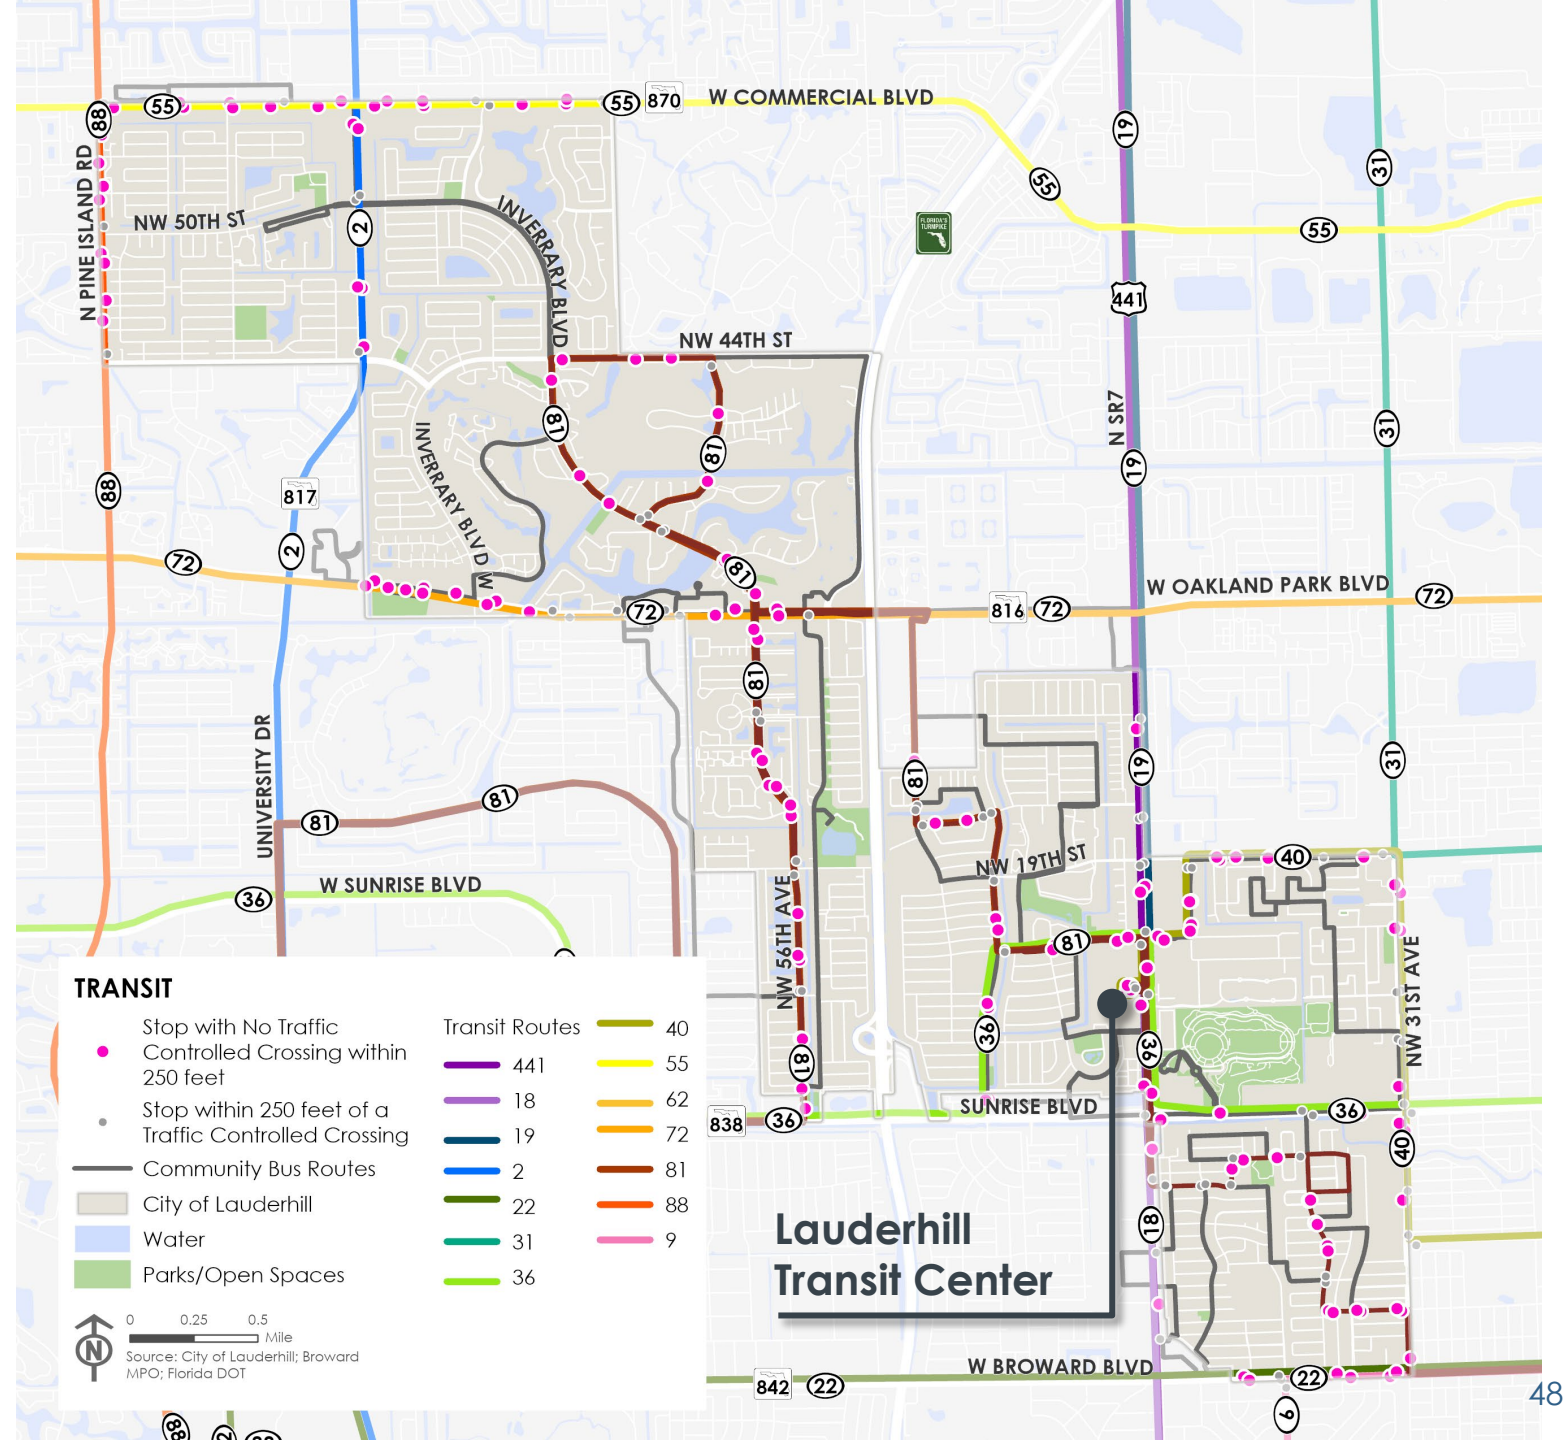 88
55
55
870
W COMMERCIAL BLVD
19
31
N PINE ISLAND RD
55
NW 50TH ST
2
INVERRARY BLVD
FLORIDA'S
TURNPIKE
55
441
NW 44TH ST
81
81
INVERRARY BLVD W
N SR7
31
19
88
817
2
72
81
72
816
72
W OAKLAND PARK BLVD
72
81
UNIVERSITY DR
81
81
81
19
31
NW 19TH ST
40
36
W SUNRISE BLVD
NW 56TH AVE
81
NW 31ST AVE
36
36
81
838
36
SUNRISE BLVD
36
40
18
W BROWARD BLVD
842
22
22
9
88
Lauderhill
Transit Center
TRANSIT
Stop with No Traffic
Controlled Crossing within
250 feet
Stop within 250 feet of a
Traffic Controlled Crossing
Community Bus Routes
City of Lauderhill
Water
Parks/Open Spaces
Transit Routes
441
18
19
2
22
31
36
40
55
62
72
81
88
9
N
0 0.25 0.5
Mile
Source: City of Lauderhill; Broward
MPO; Florida DOT
48